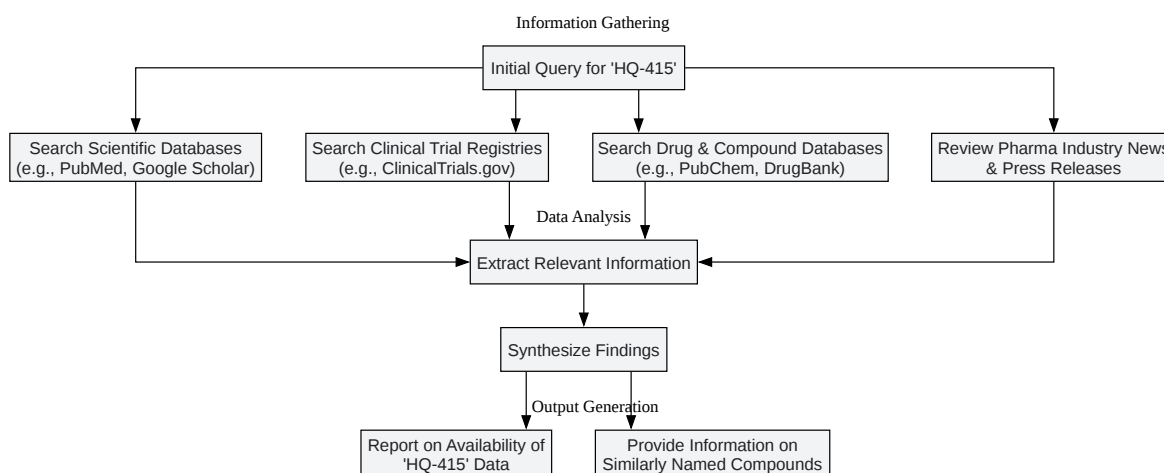 Information Gathering
Initial Query for 'HQ-415'
Search Scientific Databases
(e.g., PubMed, Google Scholar)
Search Clinical Trial Registries
(e.g., ClinicalTrials.gov)
Search Drug & Compound Databases
(e.g., PubChem, DrugBank)
Review Pharma Industry News
& Press Releases
Data Analysis
Extract Relevant Information
Synthesize Findings
Output Generation
Report on Availability of
'HQ-415' Data
Provide Information on
Similarly Named Compounds